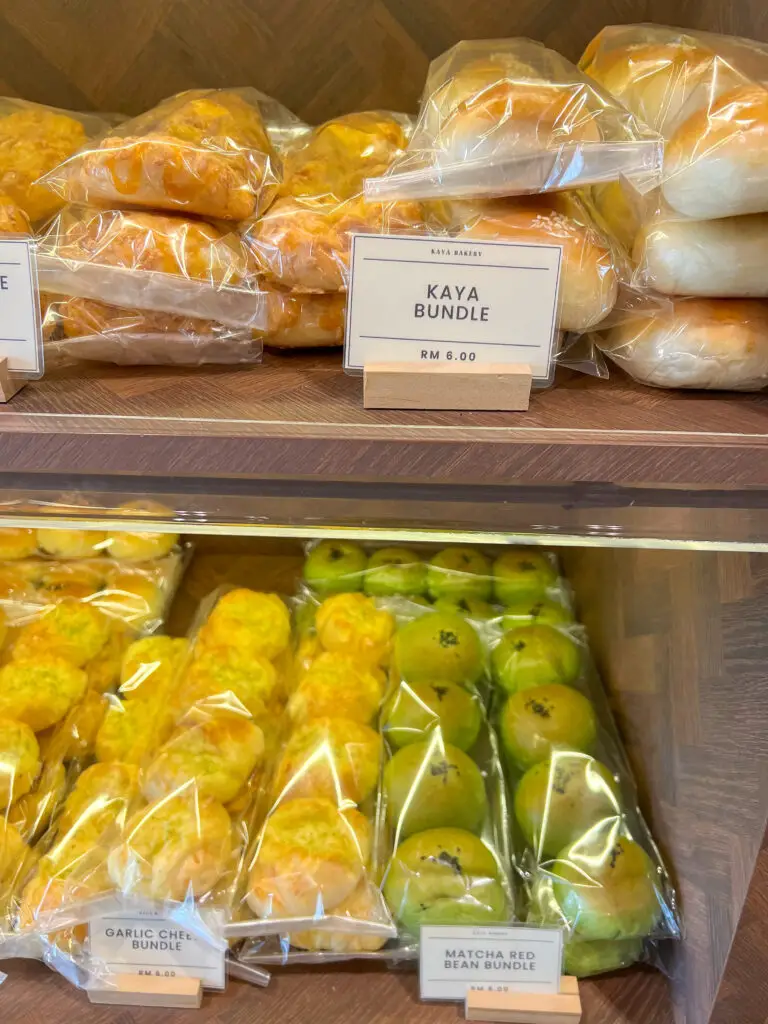 E
KAYA BAKERY
KAYA
BUNDLE
RM 6.00
GARLIC CHEE
BUNDLE
RM 6.00
MATCHA RED
BEAN BUNDLE
RM 6.00